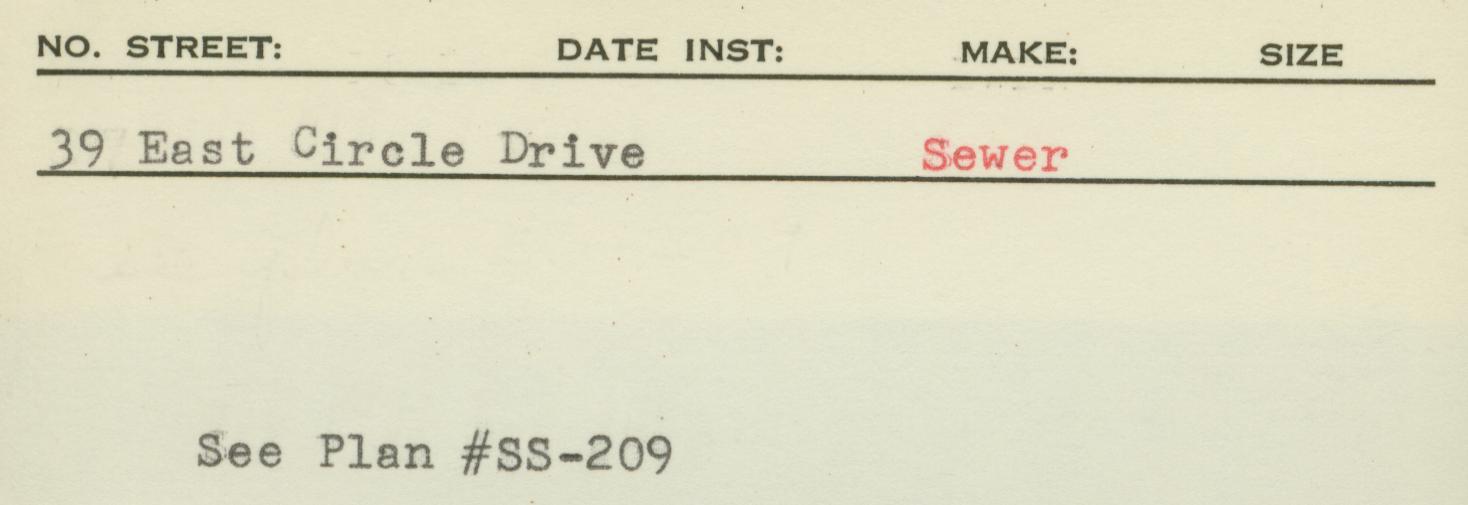 NO. STREET: DATE INST: MAKE: SIZE
39 East Circle Drive Sewer
See Plan #SS-209